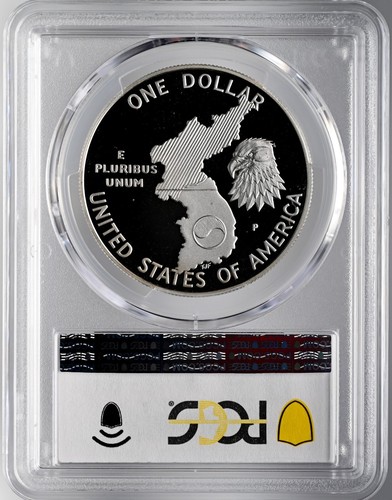 ONE DOLLAR
E
PLURIBUS
UNUM
P
UNITED STATES OF AMERICA
PCGS